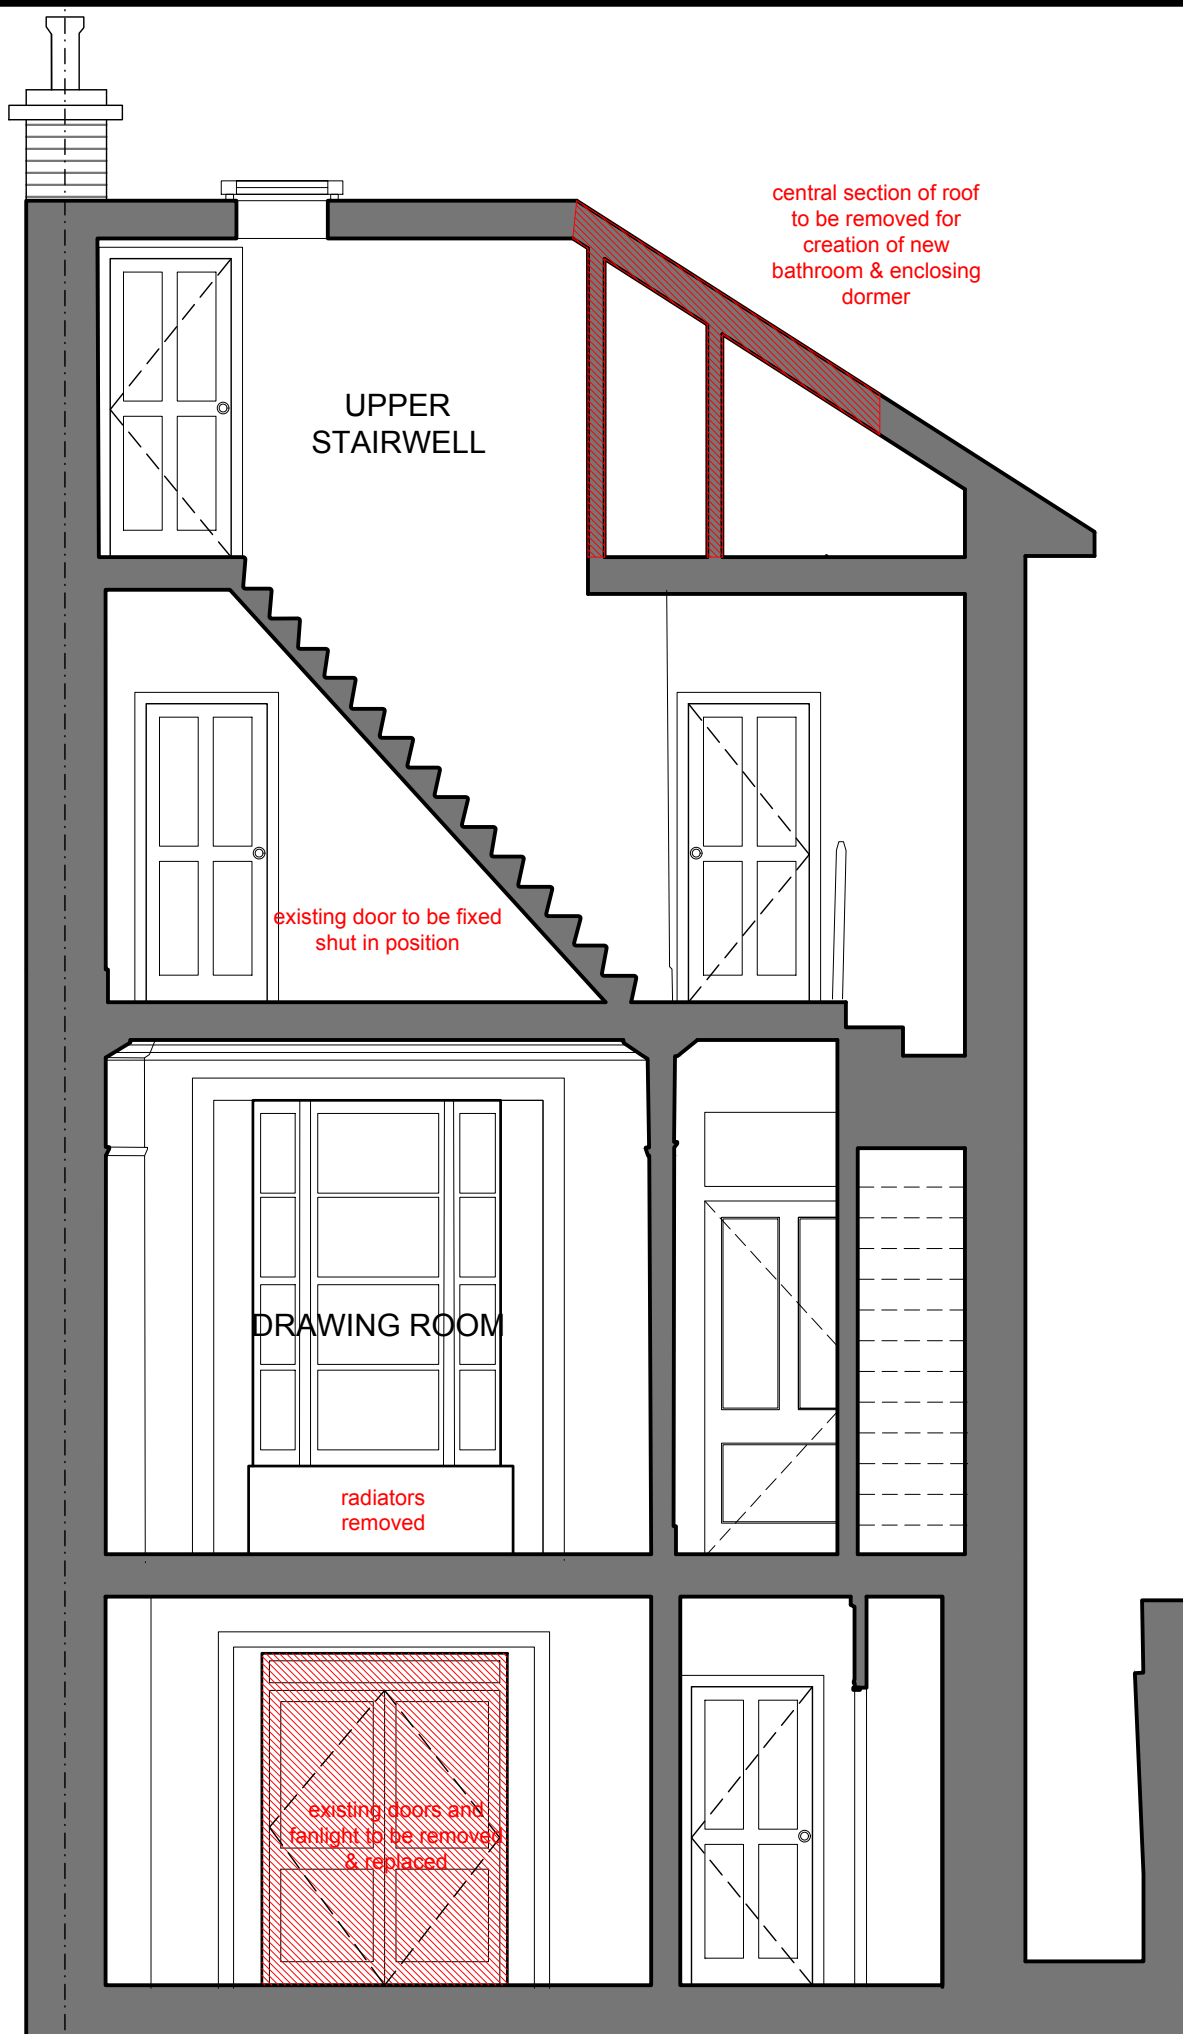 central section of roof
to be removed for
creation of new
bathroom & enclosing
dormer
UPPER
STAIRWELL
existing door to be fixed
shut in position
DRAWING ROOM
radiators
removed
existing doors and
fanlight to be removed
& replaced